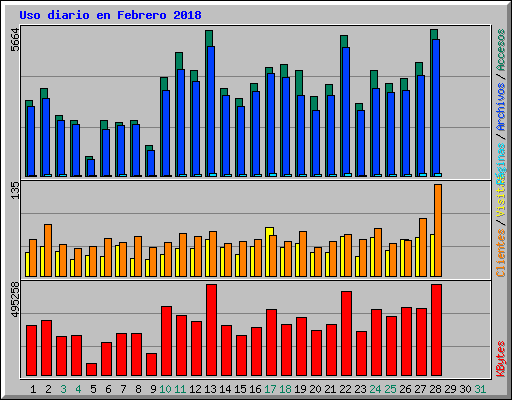 Uso diario en Febrero 2018
5664
135
495258
Accesos / Archivos / Páginas
Visitas / Clientes
KBytes
1 2 3 4 5 6 7 8 9 10 11 12 13 14 15 16 17 18 19 20 21 22 23 24 25 26 27 28 29 30 31